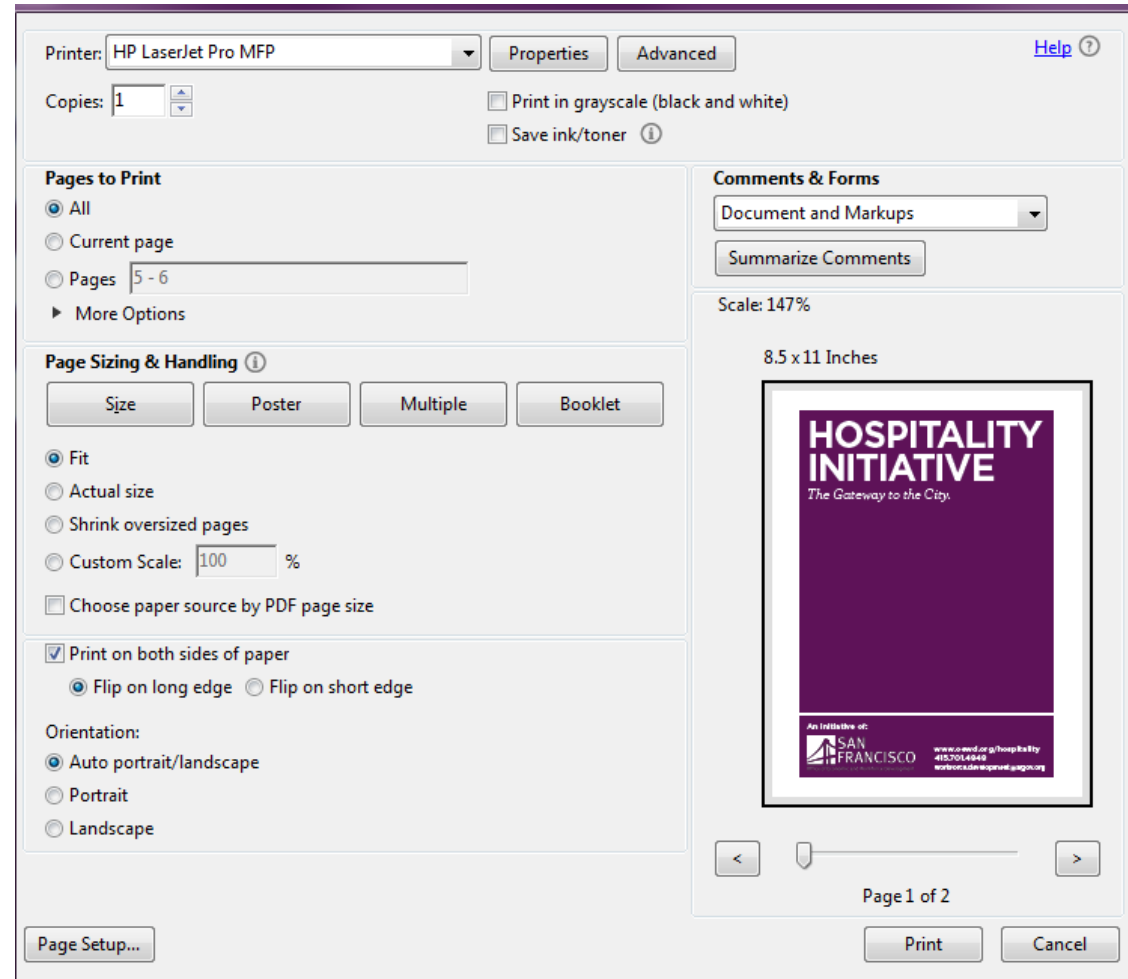 Printer: HP LaserJet Pro MFP Properties Advanced Help ?
Copies: 1 Print in grayscale (black and white)
Save ink/toner i
Pages to Print
All
Current page
Pages 5 - 6
More Options
Comments & Forms
Document and Markups
Summarize Comments
Page Sizing & Handling i
Size Poster Multiple Booklet
Fit
Actual size
Shrink oversized pages
Custom Scale: 100 %
Choose paper source by PDF page size
Print on both sides of paper
Flip on long edge Flip on short edge
Orientation:
Auto portrait/landscape
Portrait
Landscape
Scale: 147%
8.5 x 11 Inches
HOSPITALITY
INITIATIVE
The Gateway to the City.
An initiative of:
SAN
FRANCISCO
www.oewd.org/hospitality
415.701.4848
< >
Page 1 of 2
Page Setup... Print Cancel